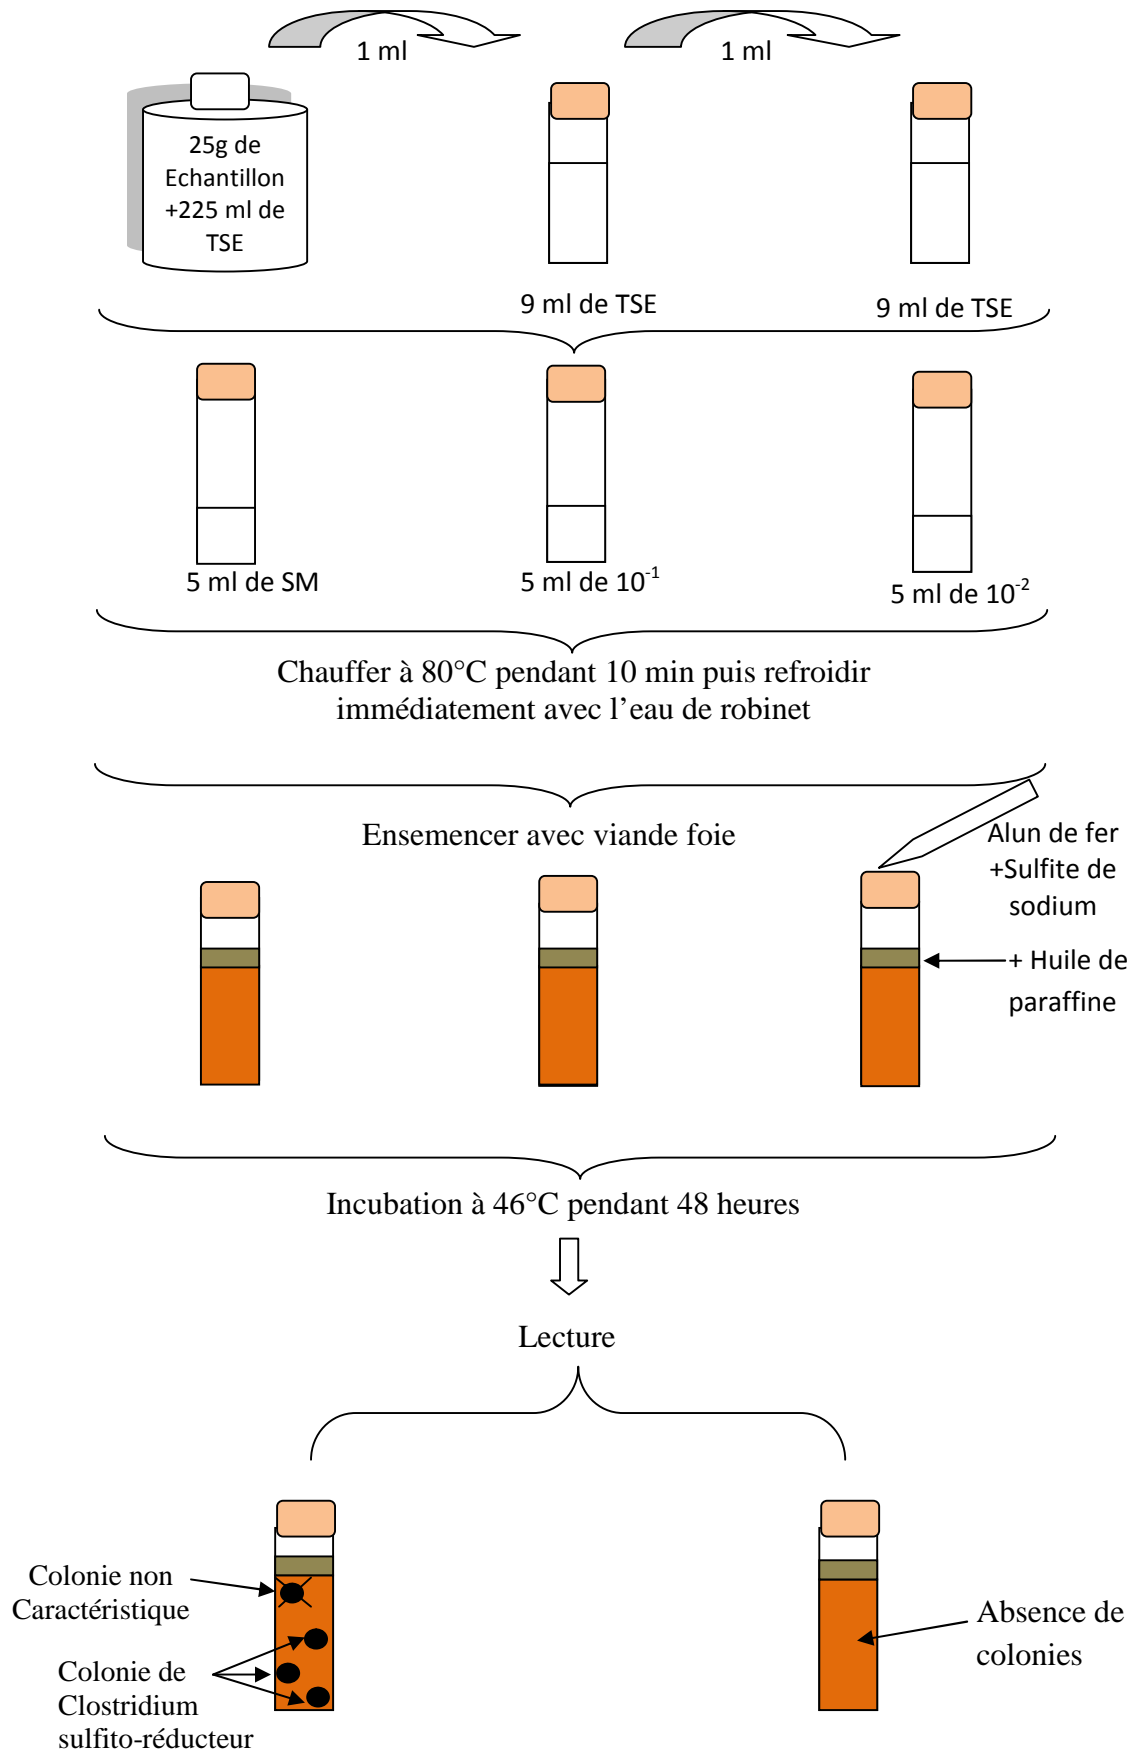 1 ml
1 ml
25g de
Echantillon
+225 ml de
TSE
9 ml de TSE
9 ml de TSE
5 ml de SM
5 ml de 10⁻¹
5 ml de 10⁻²
Chauffer à 80°C pendant 10 min puis refroidir
immédiatement avec l’eau de robinet
Ensemencer avec viande foie
Alun de fer
+Sulfite de
sodium
+ Huile de
paraffine
Incubation à 46°C pendant 48 heures
Lecture
Colonie non
Caractéristique
Colonie de
Clostridium
sulfito-réducteur
Absence de
colonies